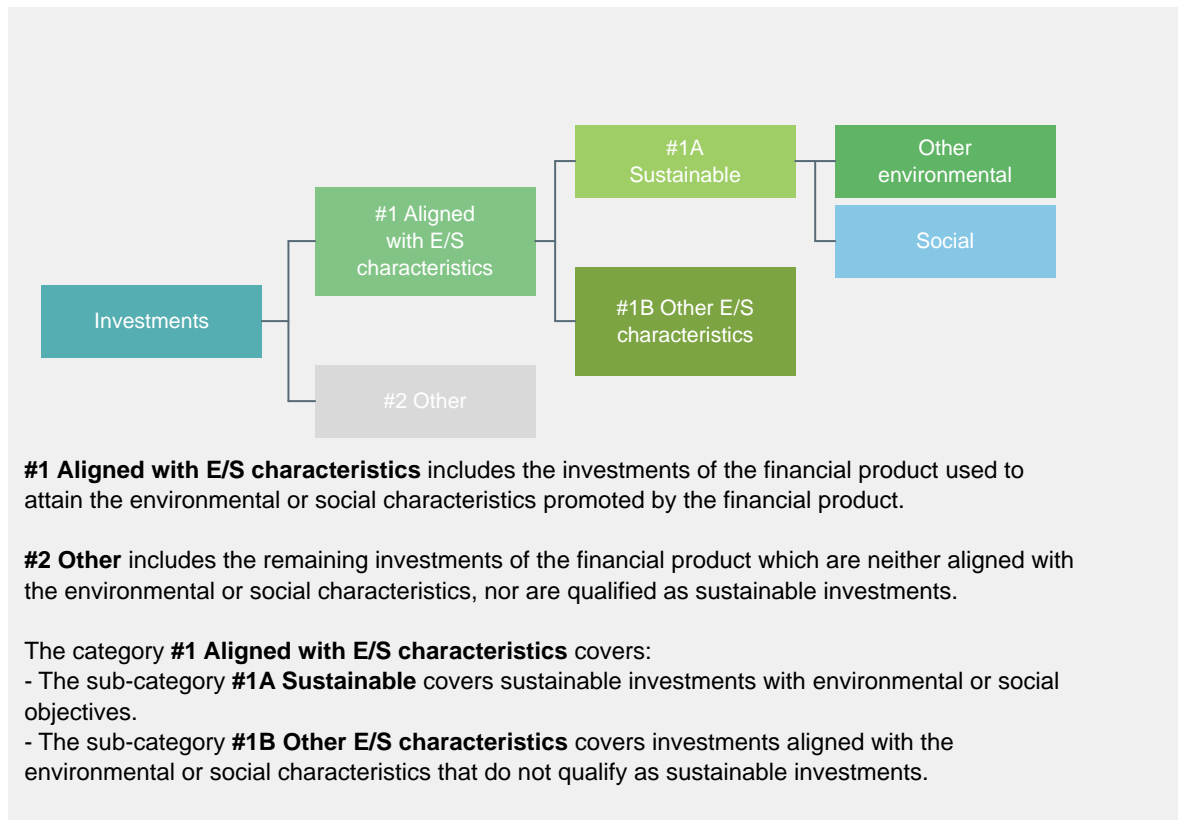 #1A
Sustainable
Other
environmental
#1 Aligned
with E/S
characteristics
Social
Investments
#1B Other E/S
characteristics
#2 Other
#1 Aligned with E/S characteristics includes the investments of the financial product used to
attain the environmental or social characteristics promoted by the financial product.
#2 Other includes the remaining investments of the financial product which are neither aligned with
the environmental or social characteristics, nor are qualified as sustainable investments.
The category #1 Aligned with E/S characteristics covers:
- The sub-category #1A Sustainable covers sustainable investments with environmental or social
objectives.
- The sub-category #1B Other E/S characteristics covers investments aligned with the
environmental or social characteristics that do not qualify as sustainable investments.